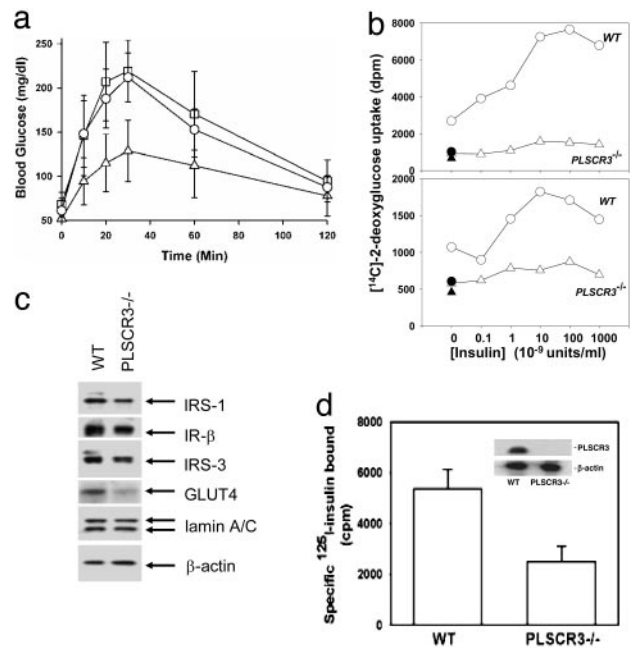 a
Blood Glucose (mg/dl)
250
200
150
100
50
0 20 40 60 80 100 120
Time (Min)
b
[¹⁴C]-2-deoxyglucose uptake (dpm)
8000
6000
4000
2000
0
WT
PLSCR3-/-
2000
1500
1000
500
0
WT
PLSCR3-/-
0 0.1 1 10 100 1000
[Insulin] (10⁻⁹ units/ml)
c
WT
PLSCR3-/-
IRS-1
IR-β
IRS-3
GLUT4
lamin A/C
β-actin
d
Specific ¹²⁵I-insulin bound
(cpm)
8000
6000
4000
2000
0
-PLSCR3
-β-actin
WT PLSCR3-/-
WT PLSCR3-/-